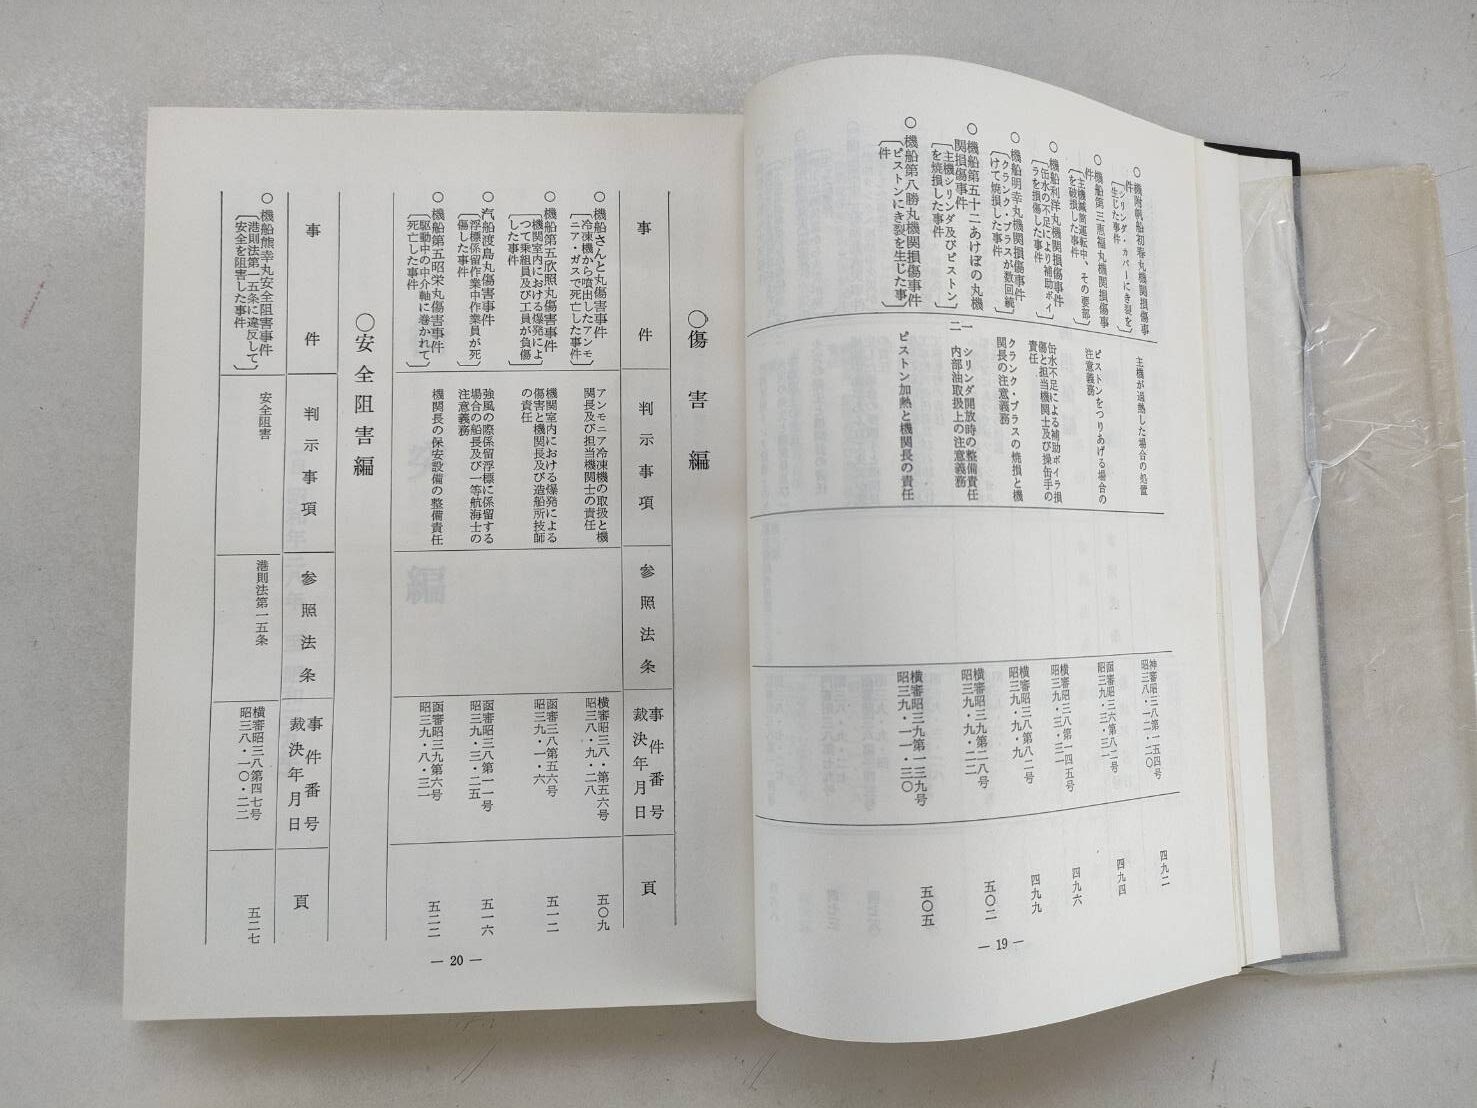 ○機附帆船初春丸機関損傷事件
〔シリンダ・カバーにき裂を生じた事件〕
主機が過熱した場合の処置
神審昭三八第一五四号
昭三八・一二・二〇
四九二
○機船第三恵福丸機関損傷事件
〔主機蔵筒運転中、その要部を破損した事件〕
ピストンをつりあげる場合の注意義務
函審昭三六第八二号
昭三九・三・三一
四九四
○機船利洋丸機関損傷事件
〔缶水の不足により補助ボイラを損傷した事件〕
缶水不足による補助ボイラ損傷と担当機関士及び操缶手の責任
横審昭三八第一四五号
昭三九・三・三一
四九六
○機船明幸丸機関損傷事件
〔クランク・ブラスが数回続けて焼損した事件〕
クランク・ブラスの焼損と機関長の注意義務
横審昭三八第八二号
昭三九・九・九
四九九
○機船第五十二あけぼの丸機関損傷事件
〔主機シリンダ及びピストンを焼損した事件〕
一 シリンダ開放時の整備責任
二 内部油取扱上の注意義務
横審昭三九第二八号
昭三九・九・二二
五〇二
○機船第八勝丸機関損傷事件
〔ピストンにき裂を生じた事件〕
ピストン加熱と機関長の責任
横審昭三九第一三九号
昭三九・一一・三〇
五〇五
— 19 —
○傷害編
事件
判示事項
参照法条
事件番号
裁決年月日
頁
○機船さんと丸傷害事件
〔冷凍機から噴出したアンモニア・ガスで死亡した事件〕
アンモニア冷凍機の取扱と機関長及び担当機関士の責任
横審昭三八・第五六号
昭三八・九・二八
五〇九
○機船第五欣照丸傷害事件
〔機関室内における爆発によつて乗組員及び工員が負傷した事件〕
機関室内における爆発による傷害と機関長及び造船所技師の責任
函審三八第五六号
昭三九・一・六
五一二
○汽船渡島丸傷害事件
〔浮標係留作業中作業員が死傷した事件〕
強風の際係留浮標に係留する場合の船長及び一等航海士の注意義務
函審昭三八第一一号
昭三九・三・二五
五一六
○機船第五昭栄丸傷害事件
〔駆動中の中介軸に巻かれて、死亡した事件〕
機関長の保安設備の整備責任
函審昭三九第六号
昭三九・八・三一
五二二
○安全阻害編
事件
判示事項
参照法条
事件番号
裁決年月日
頁
○機船熊幸丸安全阻害事件
〔港則法第一五条に違反して安全を阻害した事件〕
安全阻害
港則法第一五条
横審昭三八第四七号
昭三八・一〇・二二
五二七
— 20 —